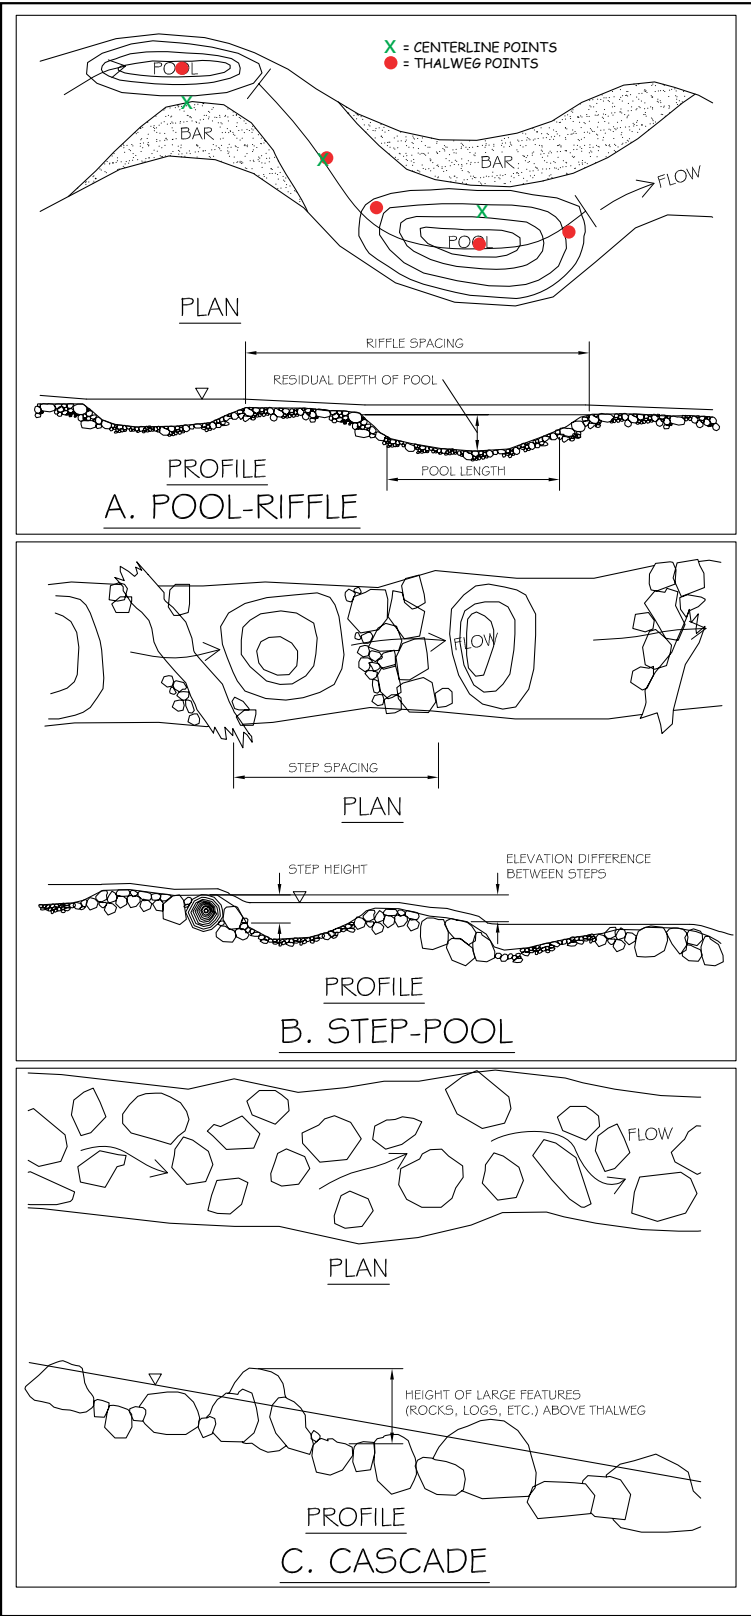 X = CENTERLINE POINTS
= THALWEG POINTS
POOL
X
BAR
X
BAR
FLOW
X
POOL
PLAN
RIFFLE SPACING
RESIDUAL DEPTH OF POOL
POOL LENGTH
PROFILE
A. POOL-RIFFLE
FLOW
STEP SPACING
PLAN
STEP HEIGHT
ELEVATION DIFFERENCE
BETWEEN STEPS
PROFILE
B. STEP-POOL
FLOW
PLAN
HEIGHT OF LARGE FEATURES
(ROCKS, LOGS, ETC.) ABOVE THALWEG
PROFILE
C. CASCADE